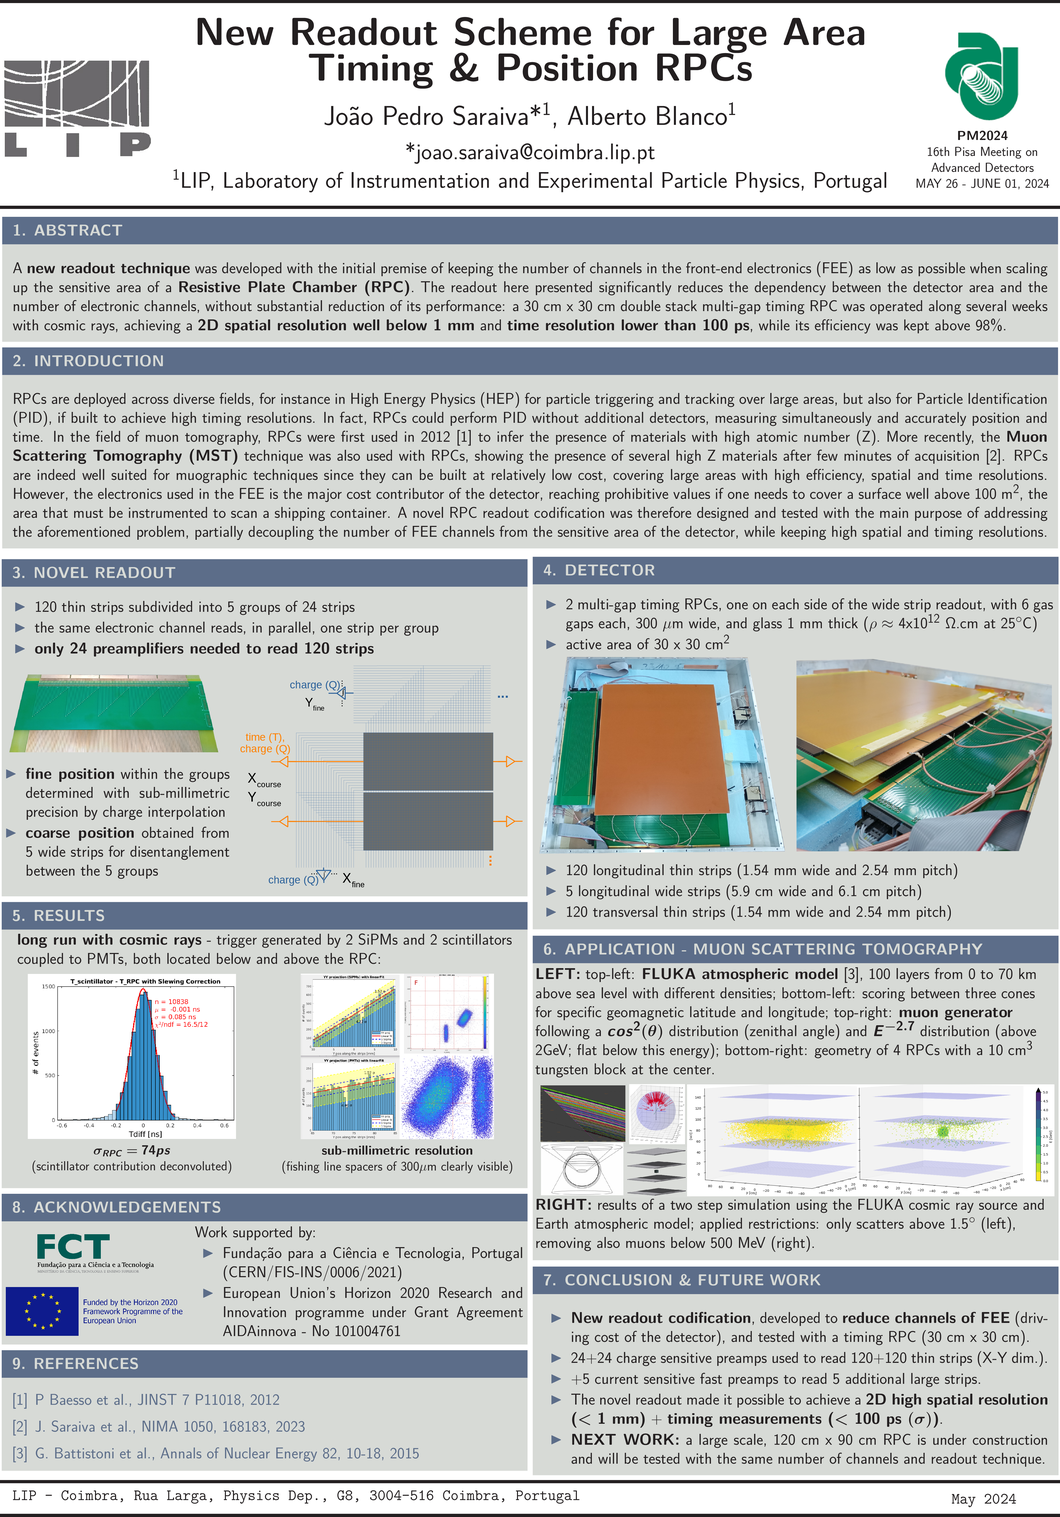 New Readout Scheme for Large Area
Timing & Position RPCs
João Pedro Saraiva*1, Alberto Blanco1
*joao.saraiva@coimbra.lip.pt
1LIP, Laboratory of Instrumentation and Experimental Particle Physics, Portugal
LIP
PM2024
16th Pisa Meeting on
Advanced Detectors
MAY 26 - JUNE 01, 2024
1. ABSTRACT
A new readout technique was developed with the initial premise of keeping the number of channels in the front-end electronics (FEE) as low as possible when scaling
up the sensitive area of a Resistive Plate Chamber (RPC). The readout here presented significantly reduces the dependency between the detector area and the
number of electronic channels, without substantial reduction of its performance: a 30 cm x 30 cm double stack multi-gap timing RPC was operated along several weeks
with cosmic rays, achieving a 2D spatial resolution well below 1 mm and time resolution lower than 100 ps, while its efficiency was kept above 98%.
2. INTRODUCTION
RPCs are deployed across diverse fields, for instance in High Energy Physics (HEP) for particle triggering and tracking over large areas, but also for Particle Identification
(PID), if built to achieve high timing resolutions. In fact, RPCs could perform PID without additional detectors, measuring simultaneously and accurately position and
time. In the field of muon tomography, RPCs were first used in 2012 [1] to infer the presence of materials with high atomic number (Z). More recently, the Muon
Scattering Tomography (MST) technique was also used with RPCs, showing the presence of several high Z materials after few minutes of acquisition [2]. RPCs
are indeed well suited for muographic techniques since they can be built at relatively low cost, covering large areas with high efficiency, spatial and time resolutions.
However, the electronics used in the FEE is the major cost contributor of the detector, reaching prohibitive values if one needs to cover a surface well above 100 m2, the
area that must be instrumented to scan a shipping container. A novel RPC readout codification was therefore designed and tested with the main purpose of addressing
the aforementioned problem, partially decoupling the number of FEE channels from the sensitive area of the detector, while keeping high spatial and timing resolutions.
3. NOVEL READOUT
► 120 thin strips subdivided into 5 groups of 24 strips
► the same electronic channel reads, in parallel, one strip per group
► only 24 preamplifiers needed to read 120 strips
charge (Q)
Yfine
...
time (T),
charge (Q)
Xcourse
Ycourse
charge (Q)
Xfine
► fine position within the groups
determined with sub-millimetric
precision by charge interpolation
► coarse position obtained from
5 wide strips for disentanglement
between the 5 groups
4. DETECTOR
► 2 multi-gap timing RPCs, one on each side of the wide strip readout, with 6 gas
gaps each, 300 μm wide, and glass 1 mm thick (ρ ≈ 4x10^12 Ω.cm at 25°C)
► active area of 30 x 30 cm2
► 120 longitudinal thin strips (1.54 mm wide and 2.54 mm pitch)
► 5 longitudinal wide strips (5.9 cm wide and 6.1 cm pitch)
► 120 transversal thin strips (1.54 mm wide and 2.54 mm pitch)
5. RESULTS
long run with cosmic rays - trigger generated by 2 SiPMs and 2 scintillators
coupled to PMTs, both located below and above the RPC:
T_scintillator - T_RPC with Slewing Correction
n = 10838
μ = -0.001 ns
σ = 0.085 ns
χ²/ndf = 16.5/12
# of events
1500
1000
500
0
-0.6 -0.4 -0.2 0 0.2 0.4 0.6
Tdiff [ns]
σRPC = 74ps
(scintillator contribution deconvoluted)
sub-millimetric resolution
(fishing line spacers of 300μm clearly visible)
6. APPLICATION - MUON SCATTERING TOMOGRAPHY
LEFT: top-left: FLUKA atmospheric model [3], 100 layers from 0 to 70 km
above sea level with different densities; bottom-left: scoring between three cones
for specific geomagnetic latitude and longitude; top-right: muon generator
following a cos2(θ) distribution (zenithal angle) and E−2.7 distribution (above
2GeV; flat below this energy); bottom-right: geometry of 4 RPCs with a 10 cm3
tungsten block at the center.
RIGHT: results of a two step simulation using the FLUKA cosmic ray source and
Earth atmospheric model; applied restrictions: only scatters above 1.5° (left),
removing also muons below 500 MeV (right).
7. CONCLUSION & FUTURE WORK
► New readout codification, developed to reduce channels of FEE (driv-
ing cost of the detector), and tested with a timing RPC (30 cm x 30 cm).
► 24+24 charge sensitive preamps used to read 120+120 thin strips (X-Y dim.).
► +5 current sensitive fast preamps to read 5 additional large strips.
► The novel readout made it possible to achieve a 2D high spatial resolution
(< 1 mm) + timing measurements (< 100 ps (σ)).
► NEXT WORK: a large scale, 120 cm x 90 cm RPC is under construction
and will be tested with the same number of channels and readout technique.
8. ACKNOWLEDGEMENTS
FCT
Fundação para a Ciência e a Tecnologia
Funded by the Horizon 2020
Framework Programme of the
European Union
Work supported by:
► Fundação para a Ciência e Tecnologia, Portugal
(CERN/FIS-INS/0006/2021)
► European Union's Horizon 2020 Research and
Innovation programme under Grant Agreement
AIDAinnova - No 101004761
9. REFERENCES
[1] P Baesso et al., JINST 7 P11018, 2012
[2] J. Saraiva et al., NIMA 1050, 168183, 2023
[3] G. Battistoni et al., Annals of Nuclear Energy 82, 10-18, 2015
LIP - Coimbra, Rua Larga, Physics Dep., G8, 3004-516 Coimbra, Portugal
May 2024